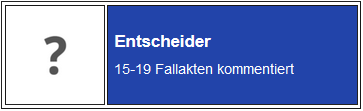 ?
Entscheider
15-19 Fallakten kommentiert